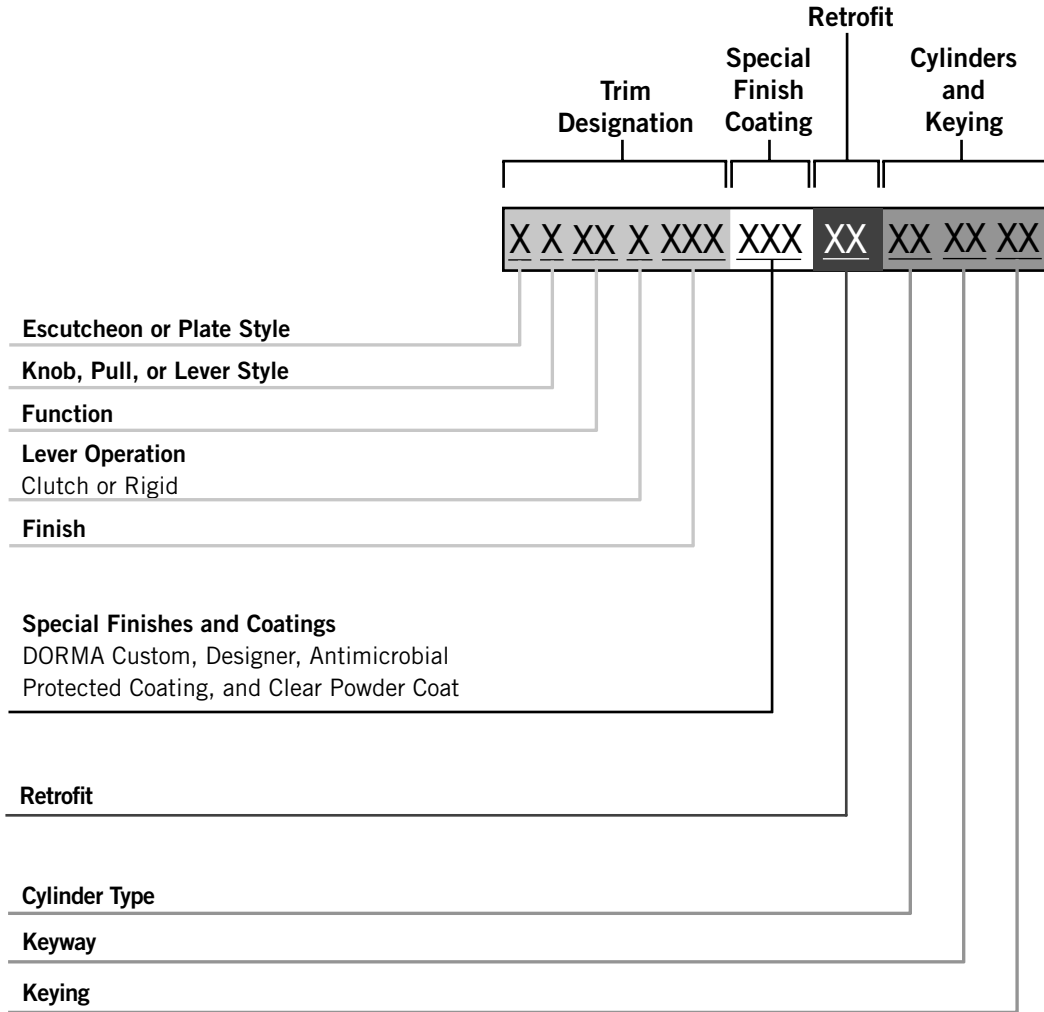 Retrofit
Special
Finish
Coating
Cylinders
and
Keying
Trim
Designation
X X XX X XXX XXX XX XX XX XX
Escutcheon or Plate Style
Knob, Pull, or Lever Style
Function
Lever Operation
Clutch or Rigid
Finish
Special Finishes and Coatings
DORMA Custom, Designer, Antimicrobial
Protected Coating, and Clear Powder Coat
Retrofit
Cylinder Type
Keyway
Keying